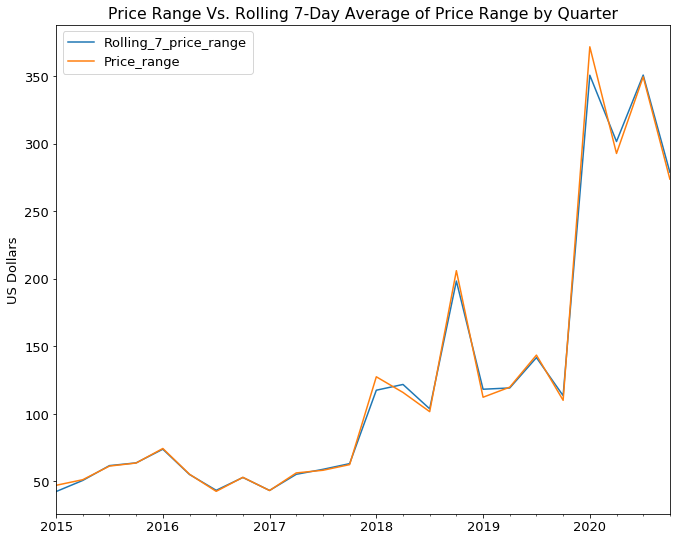 Price Range Vs. Rolling 7-Day Average of Price Range by Quarter
Rolling_7_price_range
Price_range
US Dollars
350
300
250
200
150
100
50
2015 2016 2017 2018 2019 2020